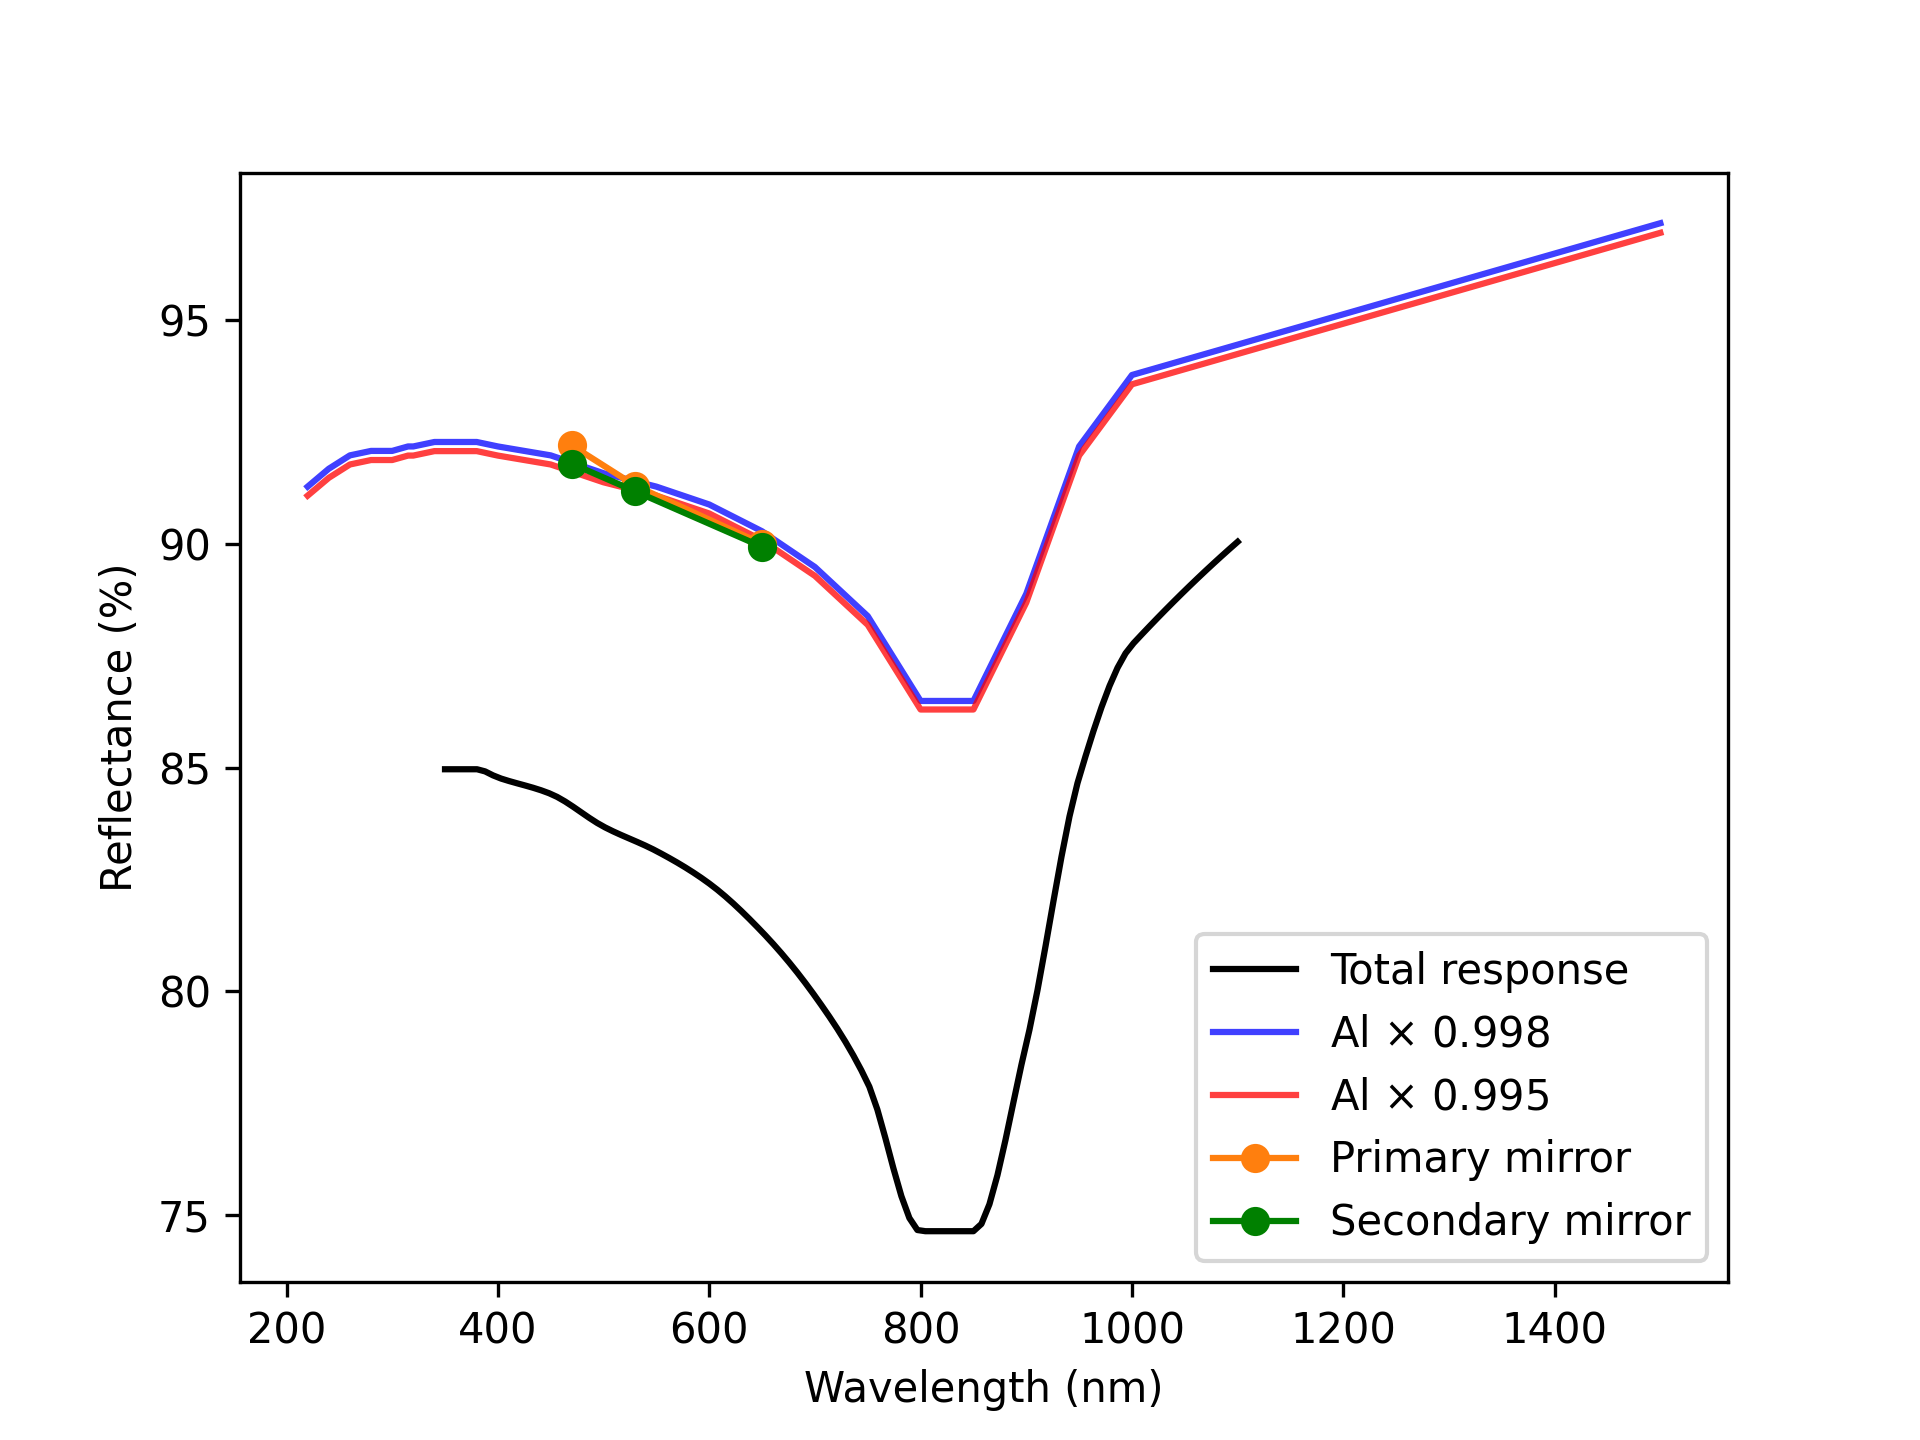 Reflectance (%)
95
90
85
80
75
200 400 600 800 1000 1200 1400
Wavelength (nm)
Total response
Al × 0.998
Al × 0.995
Primary mirror
Secondary mirror